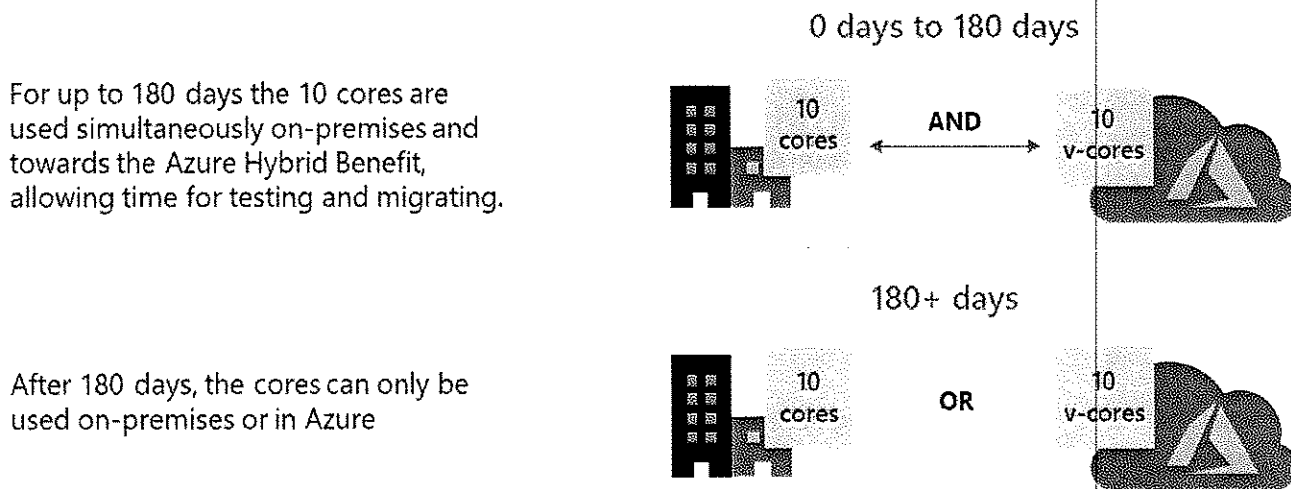 0 days to 180 days
For up to 180 days the 10 cores are
used simultaneously on-premises and
towards the Azure Hybrid Benefit,
allowing time for testing and migrating.
10
cores
AND
10
v-cores
180+ days
After 180 days, the cores can only be
used on-premises or in Azure
10
cores
OR
10
v-cores